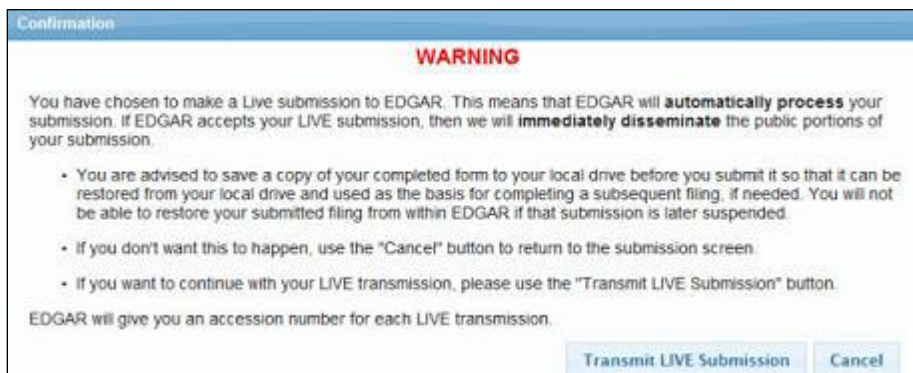 Confirmation
WARNING
You have chosen to make a Live submission to EDGAR. This means that EDGAR will automatically process your
submission. If EDGAR accepts your LIVE submission, then we will immediately disseminate the public portions of
your submission.
• You are advised to save a copy of your completed form to your local drive before you submit it so that it can be
restored from your local drive and used as the basis for completing a subsequent filing, if needed. You will not
be able to restore your submitted filing from within EDGAR if that submission is later suspended.
• If you don't want this to happen, use the "Cancel" button to return to the submission screen.
• If you want to continue with your LIVE transmission, please use the "Transmit LIVE Submission" button.
EDGAR will give you an accession number for each LIVE transmission.
Transmit LIVE Submission Cancel